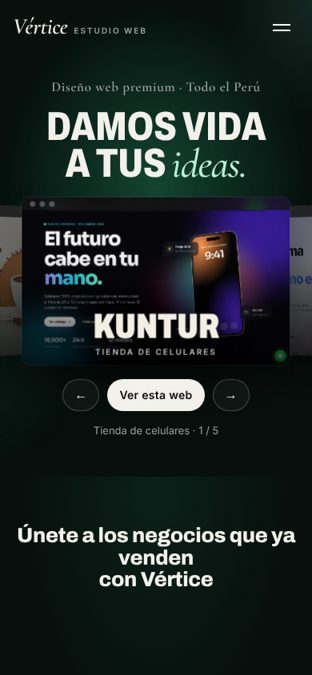 Vértice ESTUDIO WEB
Diseño web premium · Todo el Perú
DAMOS VIDA
A TUS ideas.
El futuro
cabe en tu
mano.
9:41
KUNTUR
TIENDA DE CELULARES
← Ver esta web →
Tienda de celulares · 1 / 5
Únete a los negocios que ya
venden
con Vértice